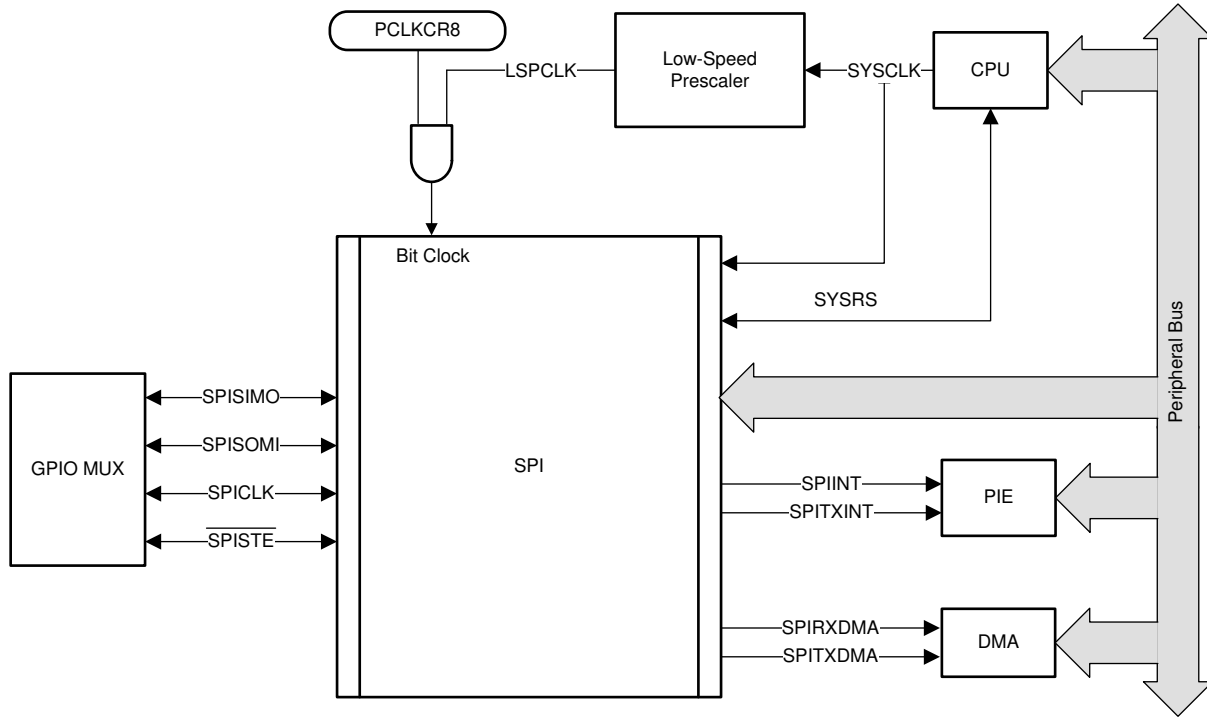 PCLKCR8
LSPCLK
Low-Speed
Prescaler
SYSCLK
CPU
Bit Clock
SYSRS
Peripheral Bus
GPIO MUX
SPISIMO
SPISOMI
SPICLK
SPISTE
SPI
SPIINT
SPITXINT
PIE
SPIRXDMA
SPITXDMA
DMA